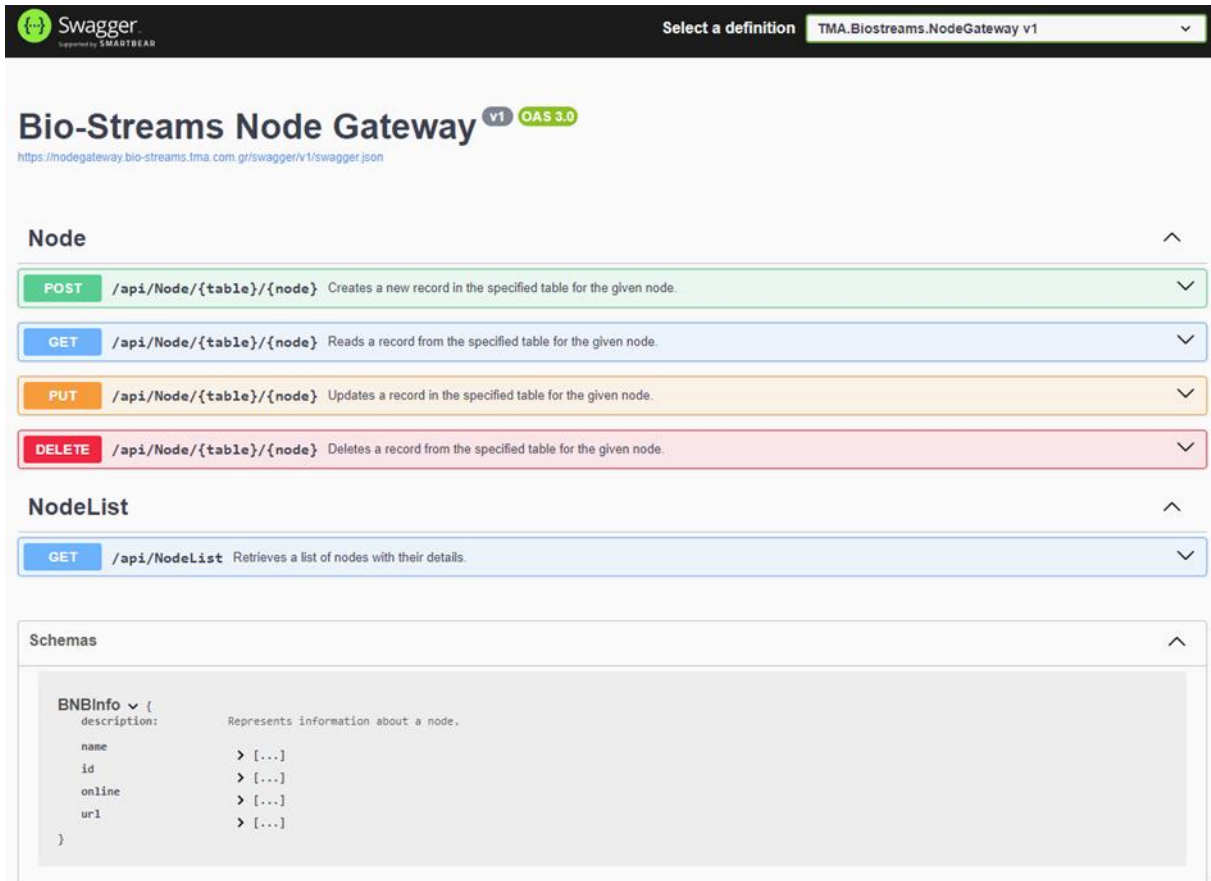 Swagger.
Supported by SMARTBEAR
Select a definition
TMA.Biostreams.NodeGateway v1
Bio-Streams Node Gateway v1 OAS 3.0
https://nodegateway.bio-streams.tma.com.gr/swagger/v1/swagger.json
Node
POST /api/Node/{table}/{node} Creates a new record in the specified table for the given node.
GET /api/Node/{table}/{node} Reads a record from the specified table for the given node.
PUT /api/Node/{table}/{node} Updates a record in the specified table for the given node.
DELETE /api/Node/{table}/{node} Deletes a record from the specified table for the given node.
NodeList
GET /api/NodeList Retrieves a list of nodes with their details.
Schemas
BNBInfo {
description: Represents information about a node.
name > [...]
id > [...]
online > [...]
url > [...]
}